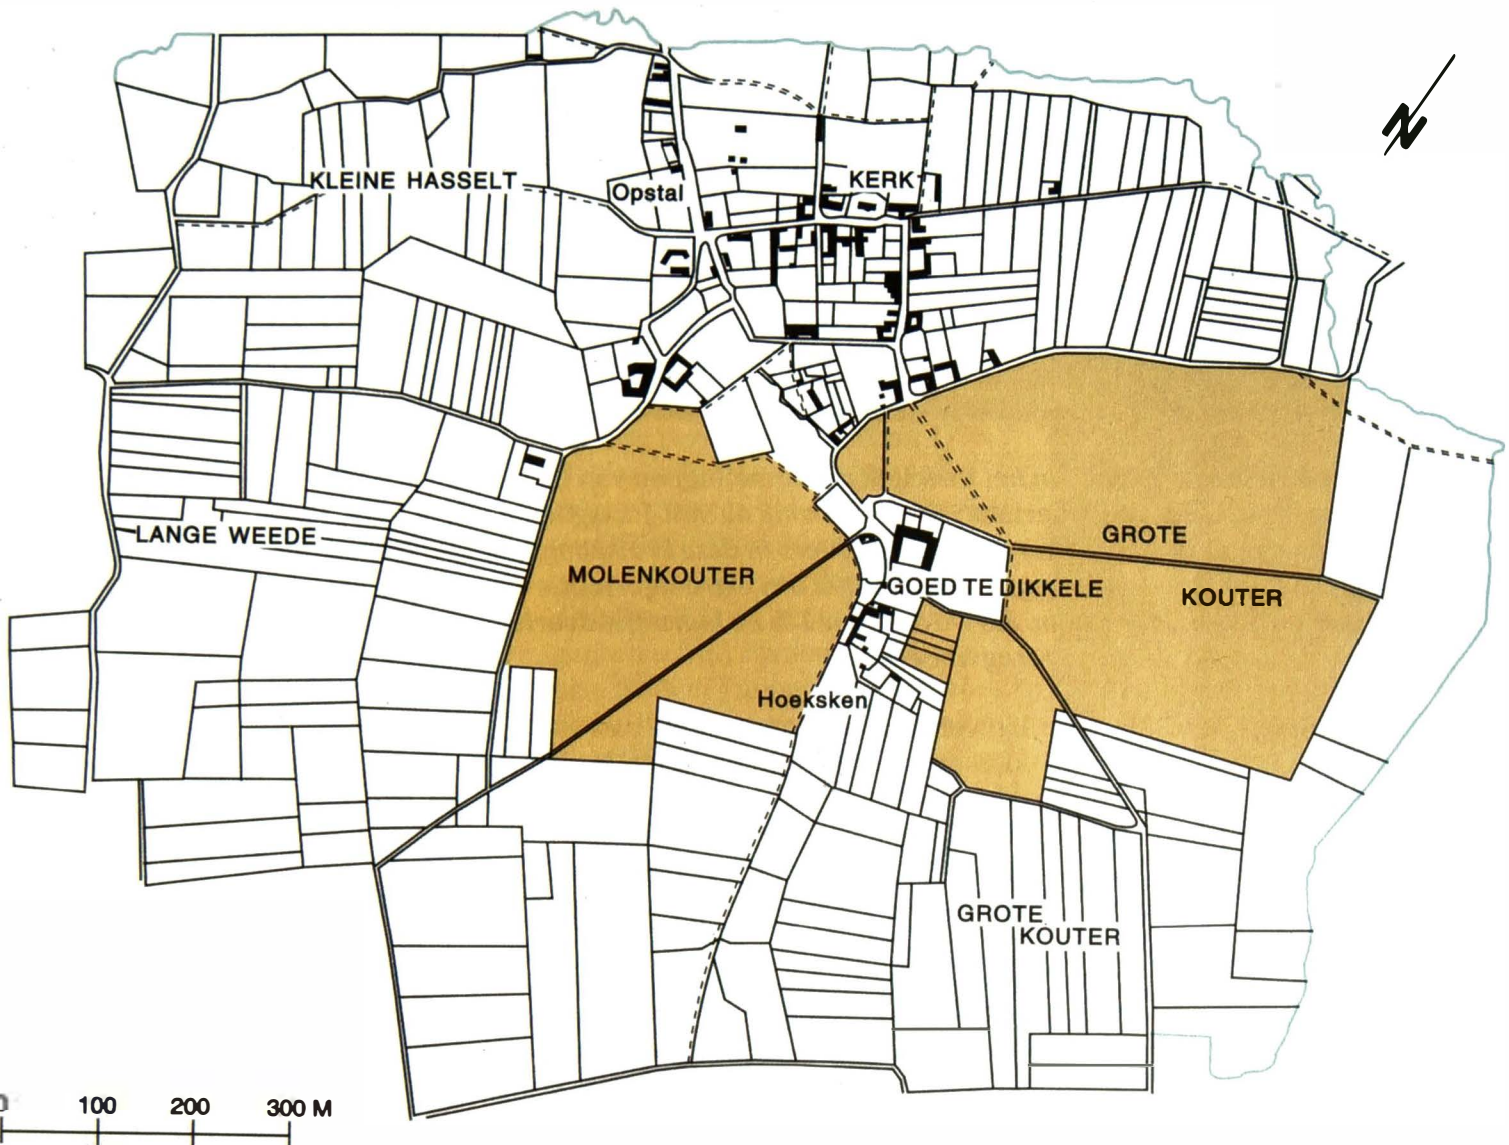 N
KLEINE HASSELT
Opstal
KERK
LANGE WEEDE
MOLENKOUTER
GROTE
KOUTER
GOED TE DIKKELE
Hoeksken
GROTE
KOUTER
0 100 200 300 M